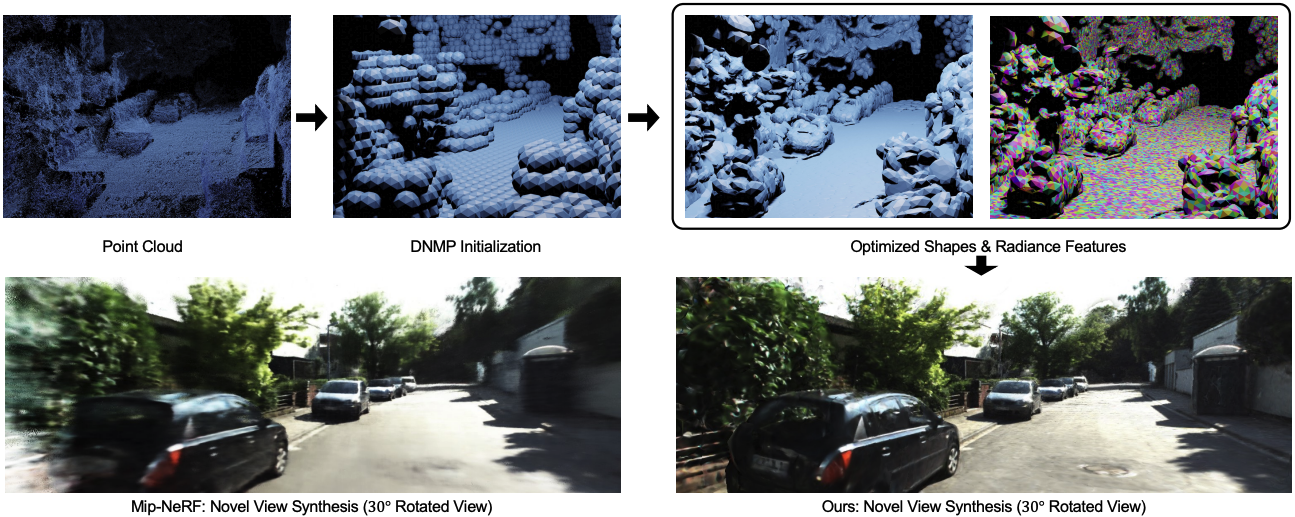 Point Cloud
DNMP Initialization
Optimized Shapes & Radiance Features
Mip-NeRF: Novel View Synthesis (30° Rotated View)
Ours: Novel View Synthesis (30° Rotated View)